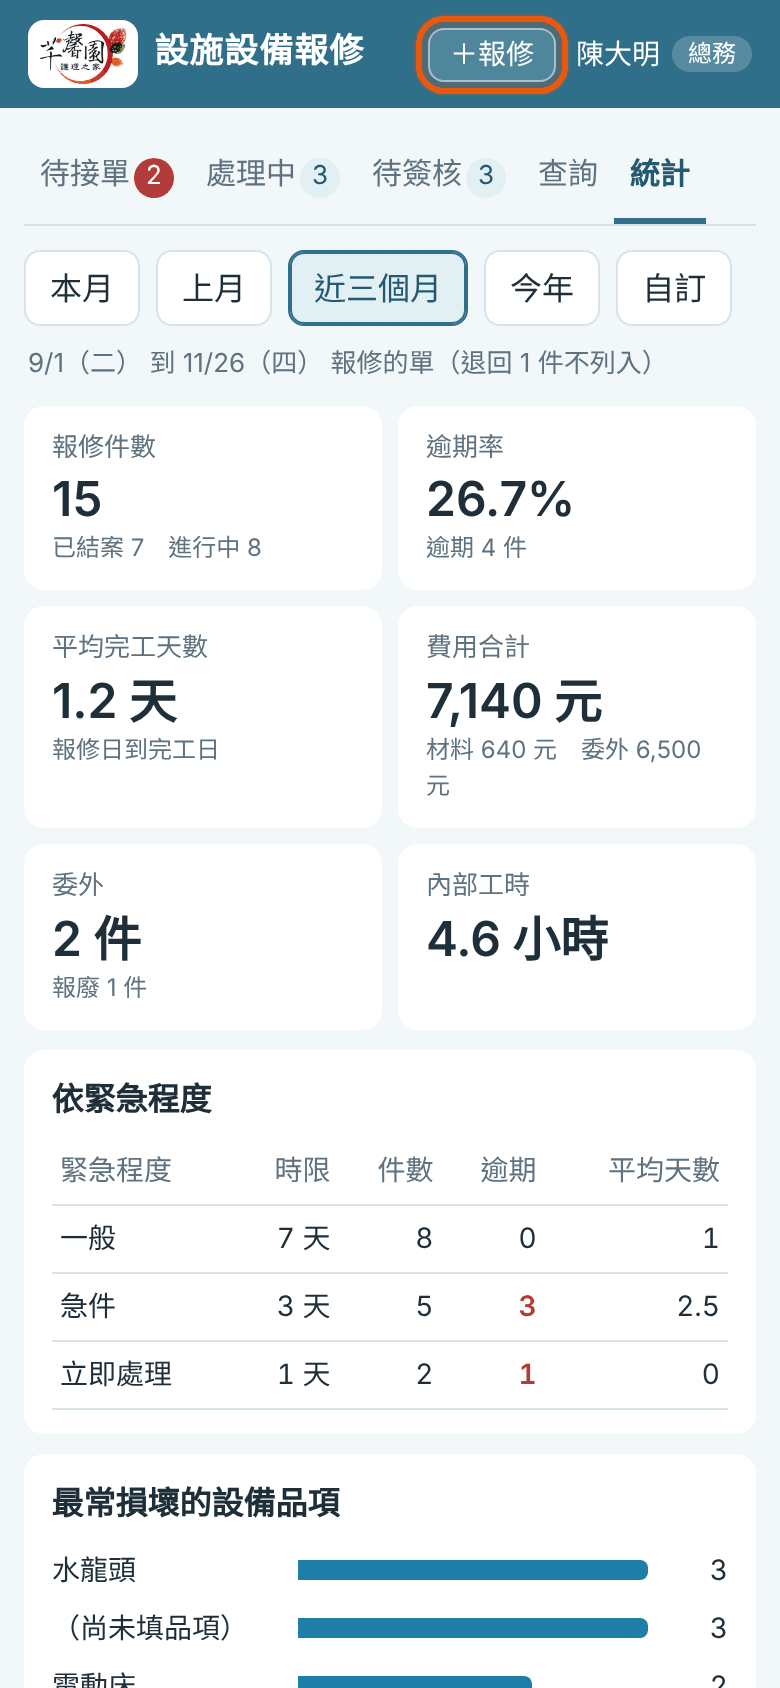 芊馨園
護理之家
設施設備報修
＋報修
陳大明
總務
待接單 2
處理中 3
待簽核 3
查詢
統計
本月
上月
近三個月
今年
自訂
9/1（二） 到 11/26（四） 報修的單（退回 1 件不列入）
報修件數
15
已結案 7　進行中 8
逾期率
26.7%
逾期 4 件
平均完工天數
1.2 天
報修日到完工日
費用合計
7,140 元
材料 640 元　委外 6,500
元
委外
2 件
報廢 1 件
內部工時
4.6 小時
依緊急程度
緊急程度 時限 件數 逾期 平均天數
一般 7 天 8 0 1
急件 3 天 5 3 2.5
立即處理 1 天 2 1 0
最常損壞的設備品項
水龍頭 3
（尚未填品項） 3
電動床 2